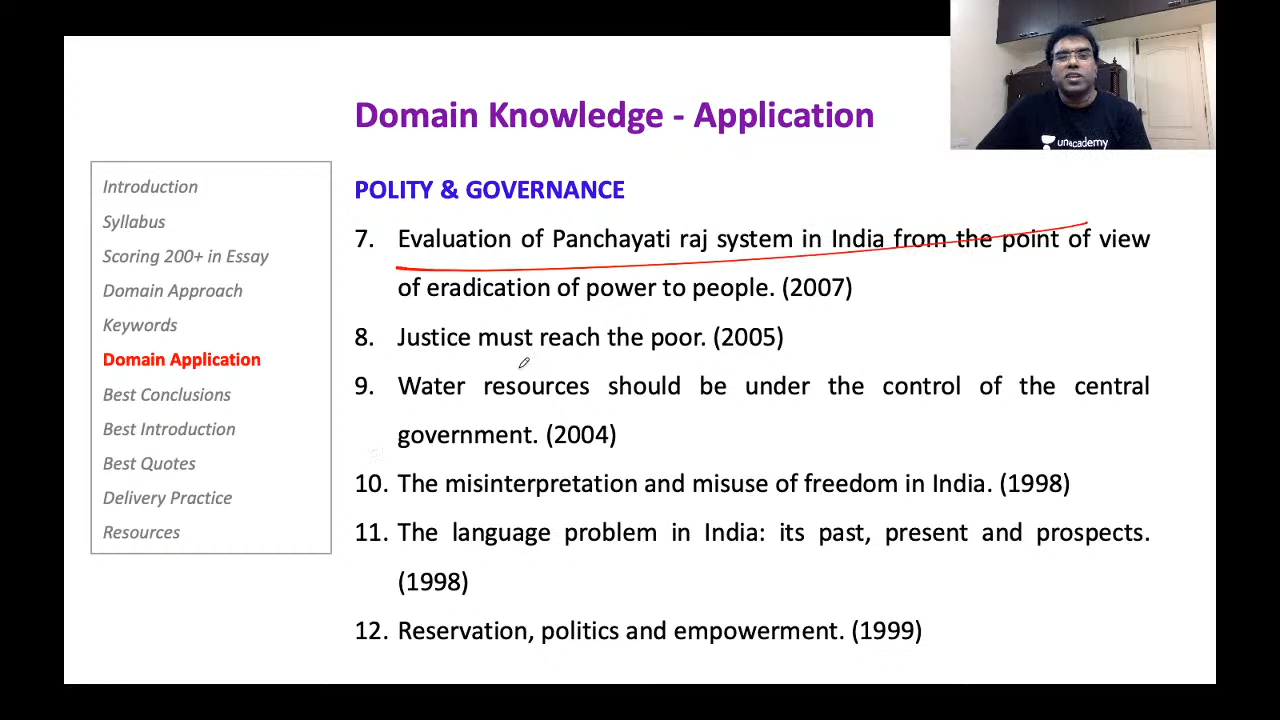 Domain Knowledge - Application
unacademy
Introduction
Syllabus
Scoring 200+ in Essay
Domain Approach
Keywords
Domain Application
Best Conclusions
Best Introduction
Best Quotes
Delivery Practice
Resources
POLITY & GOVERNANCE
7. Evaluation of Panchayati raj system in India from the point of view
of eradication of power to people. (2007)
8. Justice must reach the poor. (2005)
9. Water resources should be under the control of the central
government. (2004)
10. The misinterpretation and misuse of freedom in India. (1998)
11. The language problem in India: its past, present and prospects.
(1998)
12. Reservation, politics and empowerment. (1999)